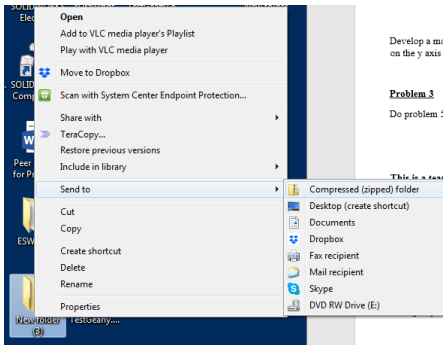 Elec
SOLID
Com
W
Peer
for Pr
ESW
New folder
(3)
TestGeany....
Open
Add to VLC media player's Playlist
Play with VLC media player
Move to Dropbox
Scan with System Center Endpoint Protection...
Share with
TeraCopy...
Restore previous versions
Include in library
Send to
Cut
Copy
Create shortcut
Delete
Rename
Properties
Compressed (zipped) folder
Desktop (create shortcut)
Documents
Dropbox
Fax recipient
Mail recipient
Skype
DVD RW Drive (E:)
Develop a mo
on the y axis
Problem 3
Do problem 5
This is a tea